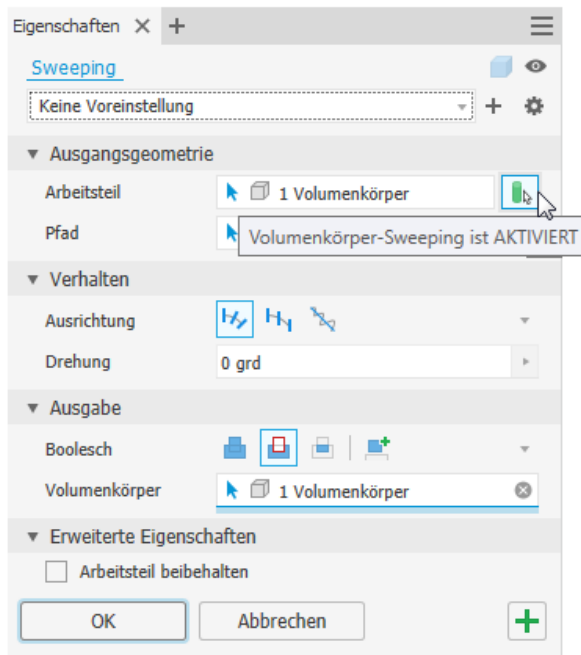 Eigenschaften
Sweeping
Keine Voreinstellung
Ausgangsgeometrie
Arbeitsteil 1 Volumenkörper
Pfad
Volumenkörper-Sweeping ist AKTIVIERT
Verhalten
Ausrichtung
Drehung 0 grd
Ausgabe
Boolesch
Volumenkörper 1 Volumenkörper
Erweiterte Eigenschaften
Arbeitsteil beibehalten
OK Abbrechen